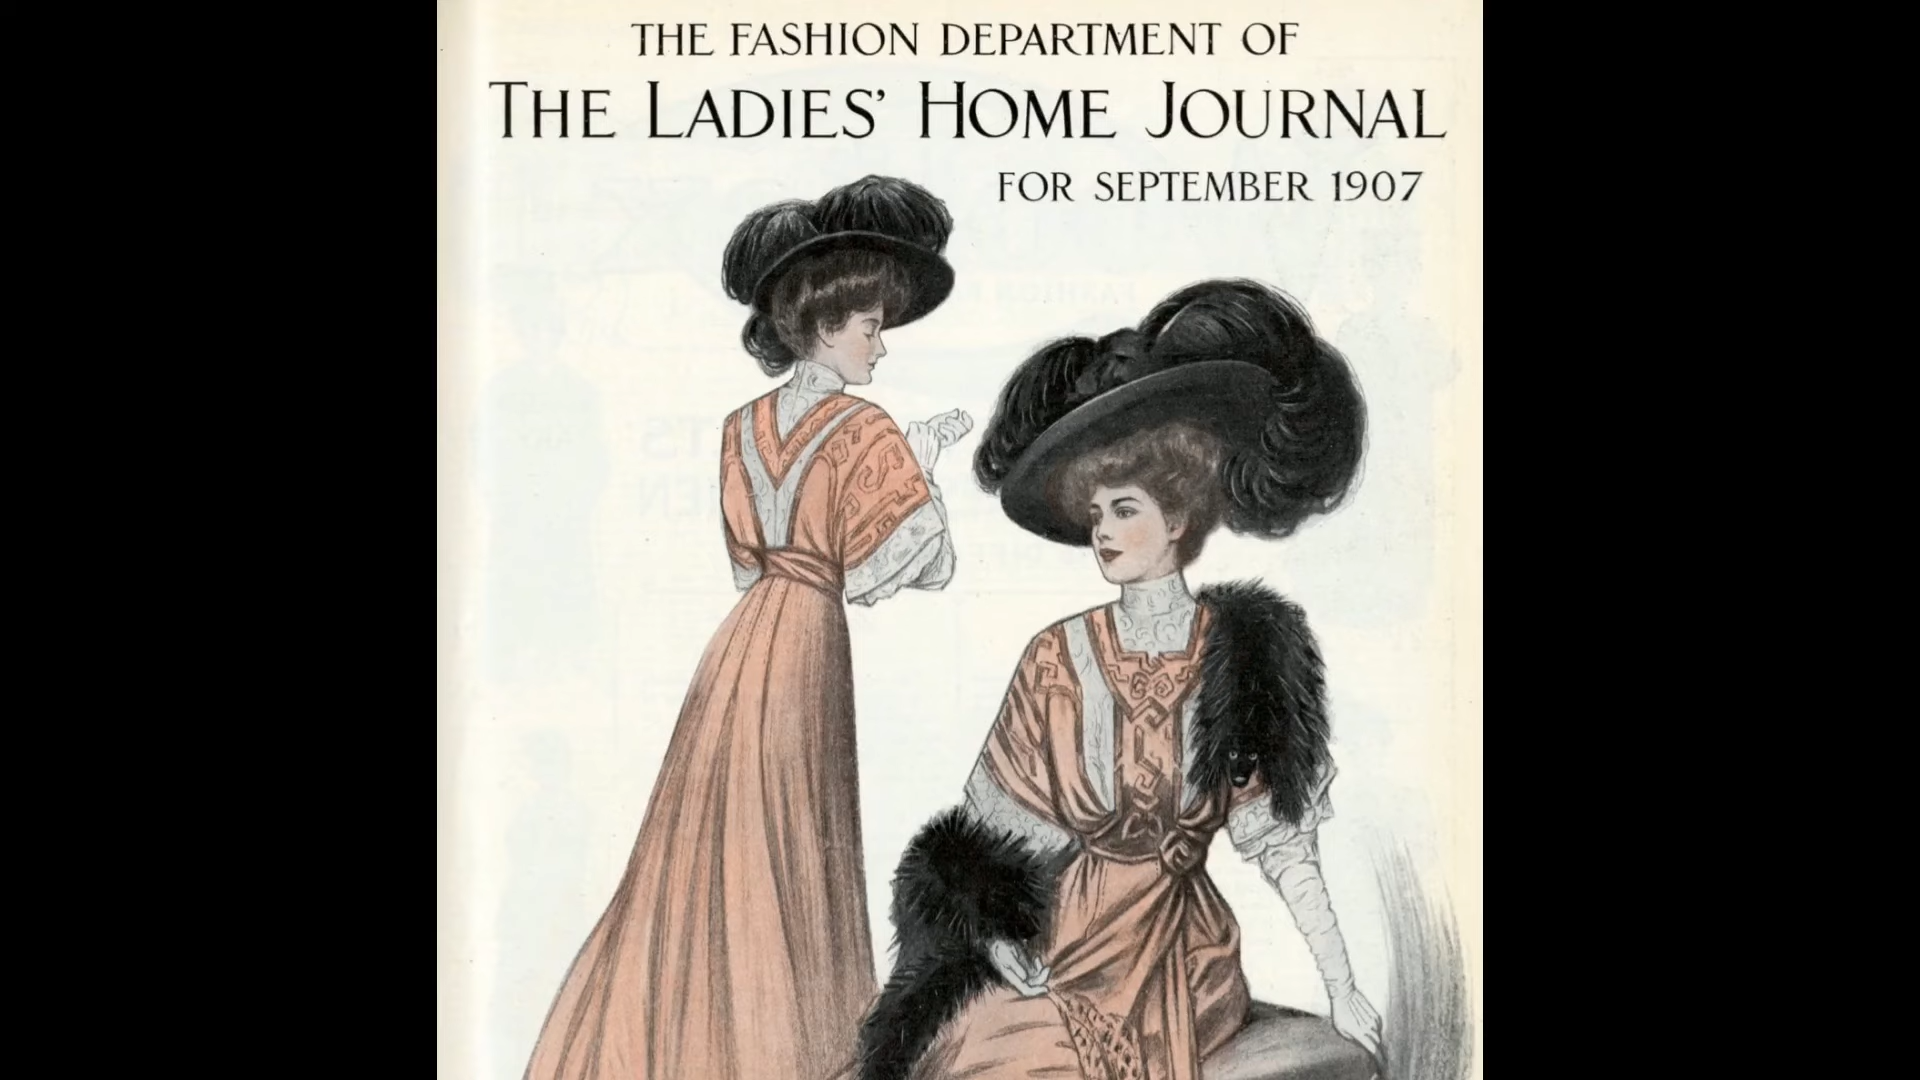 THE FASHION DEPARTMENT OF
THE LADIES' HOME JOURNAL
FOR SEPTEMBER 1907